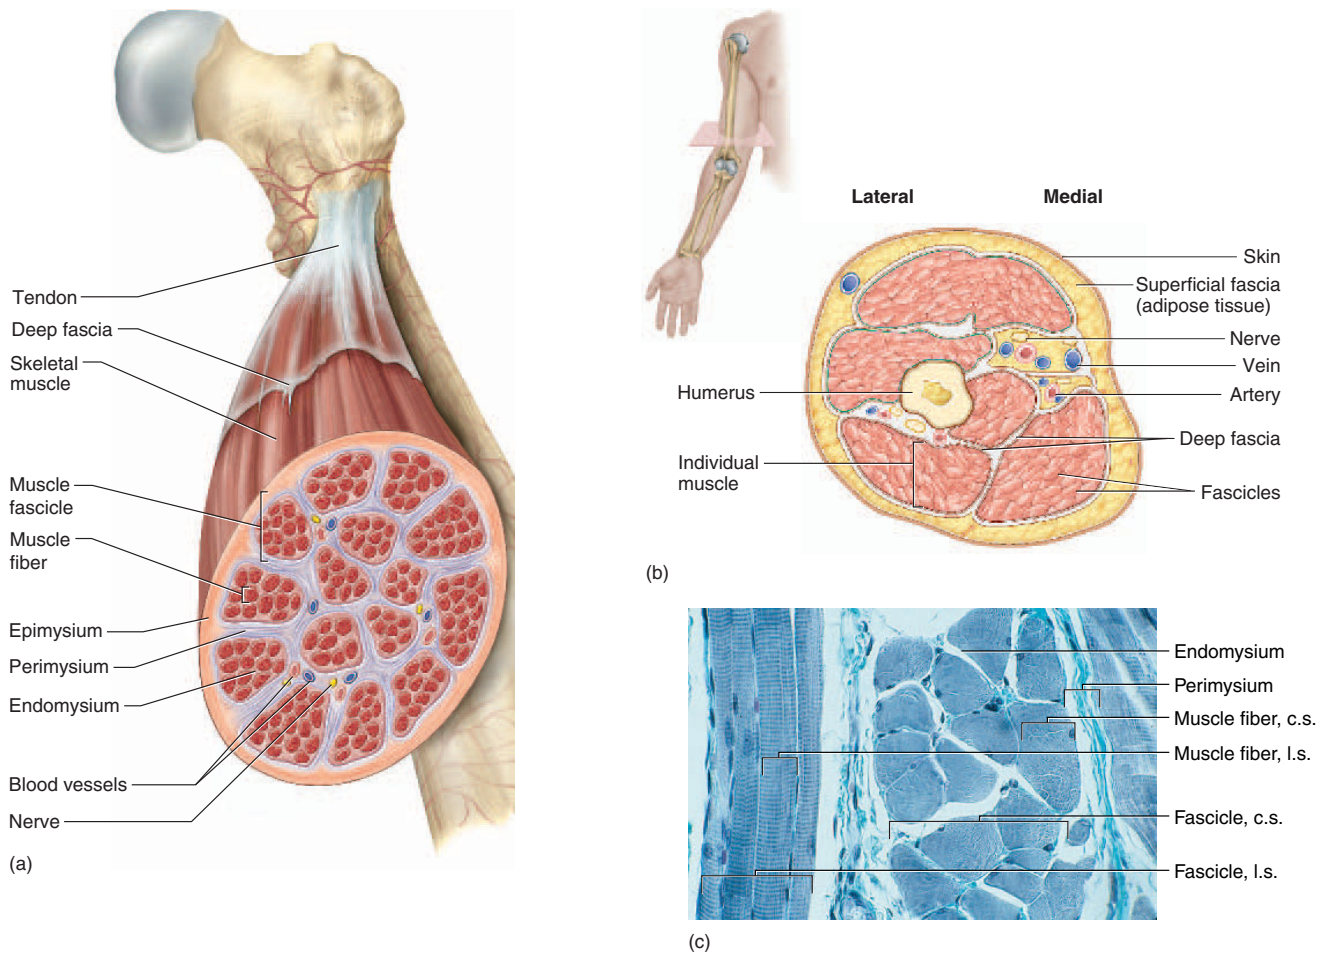 Tendon
Deep fascia
Skeletal
muscle
Muscle
fascicle
Muscle
fiber
Epimysium
Perimysium
Endomysium
Blood vessels
Nerve
(a)
Lateral
Medial
Skin
Superficial fascia
(adipose tissue)
Nerve
Vein
Artery
Deep fascia
Fascicles
Humerus
Individual
muscle
(b)
Endomysium
Perimysium
Muscle fiber, c.s.
Muscle fiber, l.s.
Fascicle, c.s.
Fascicle, l.s.
(c)